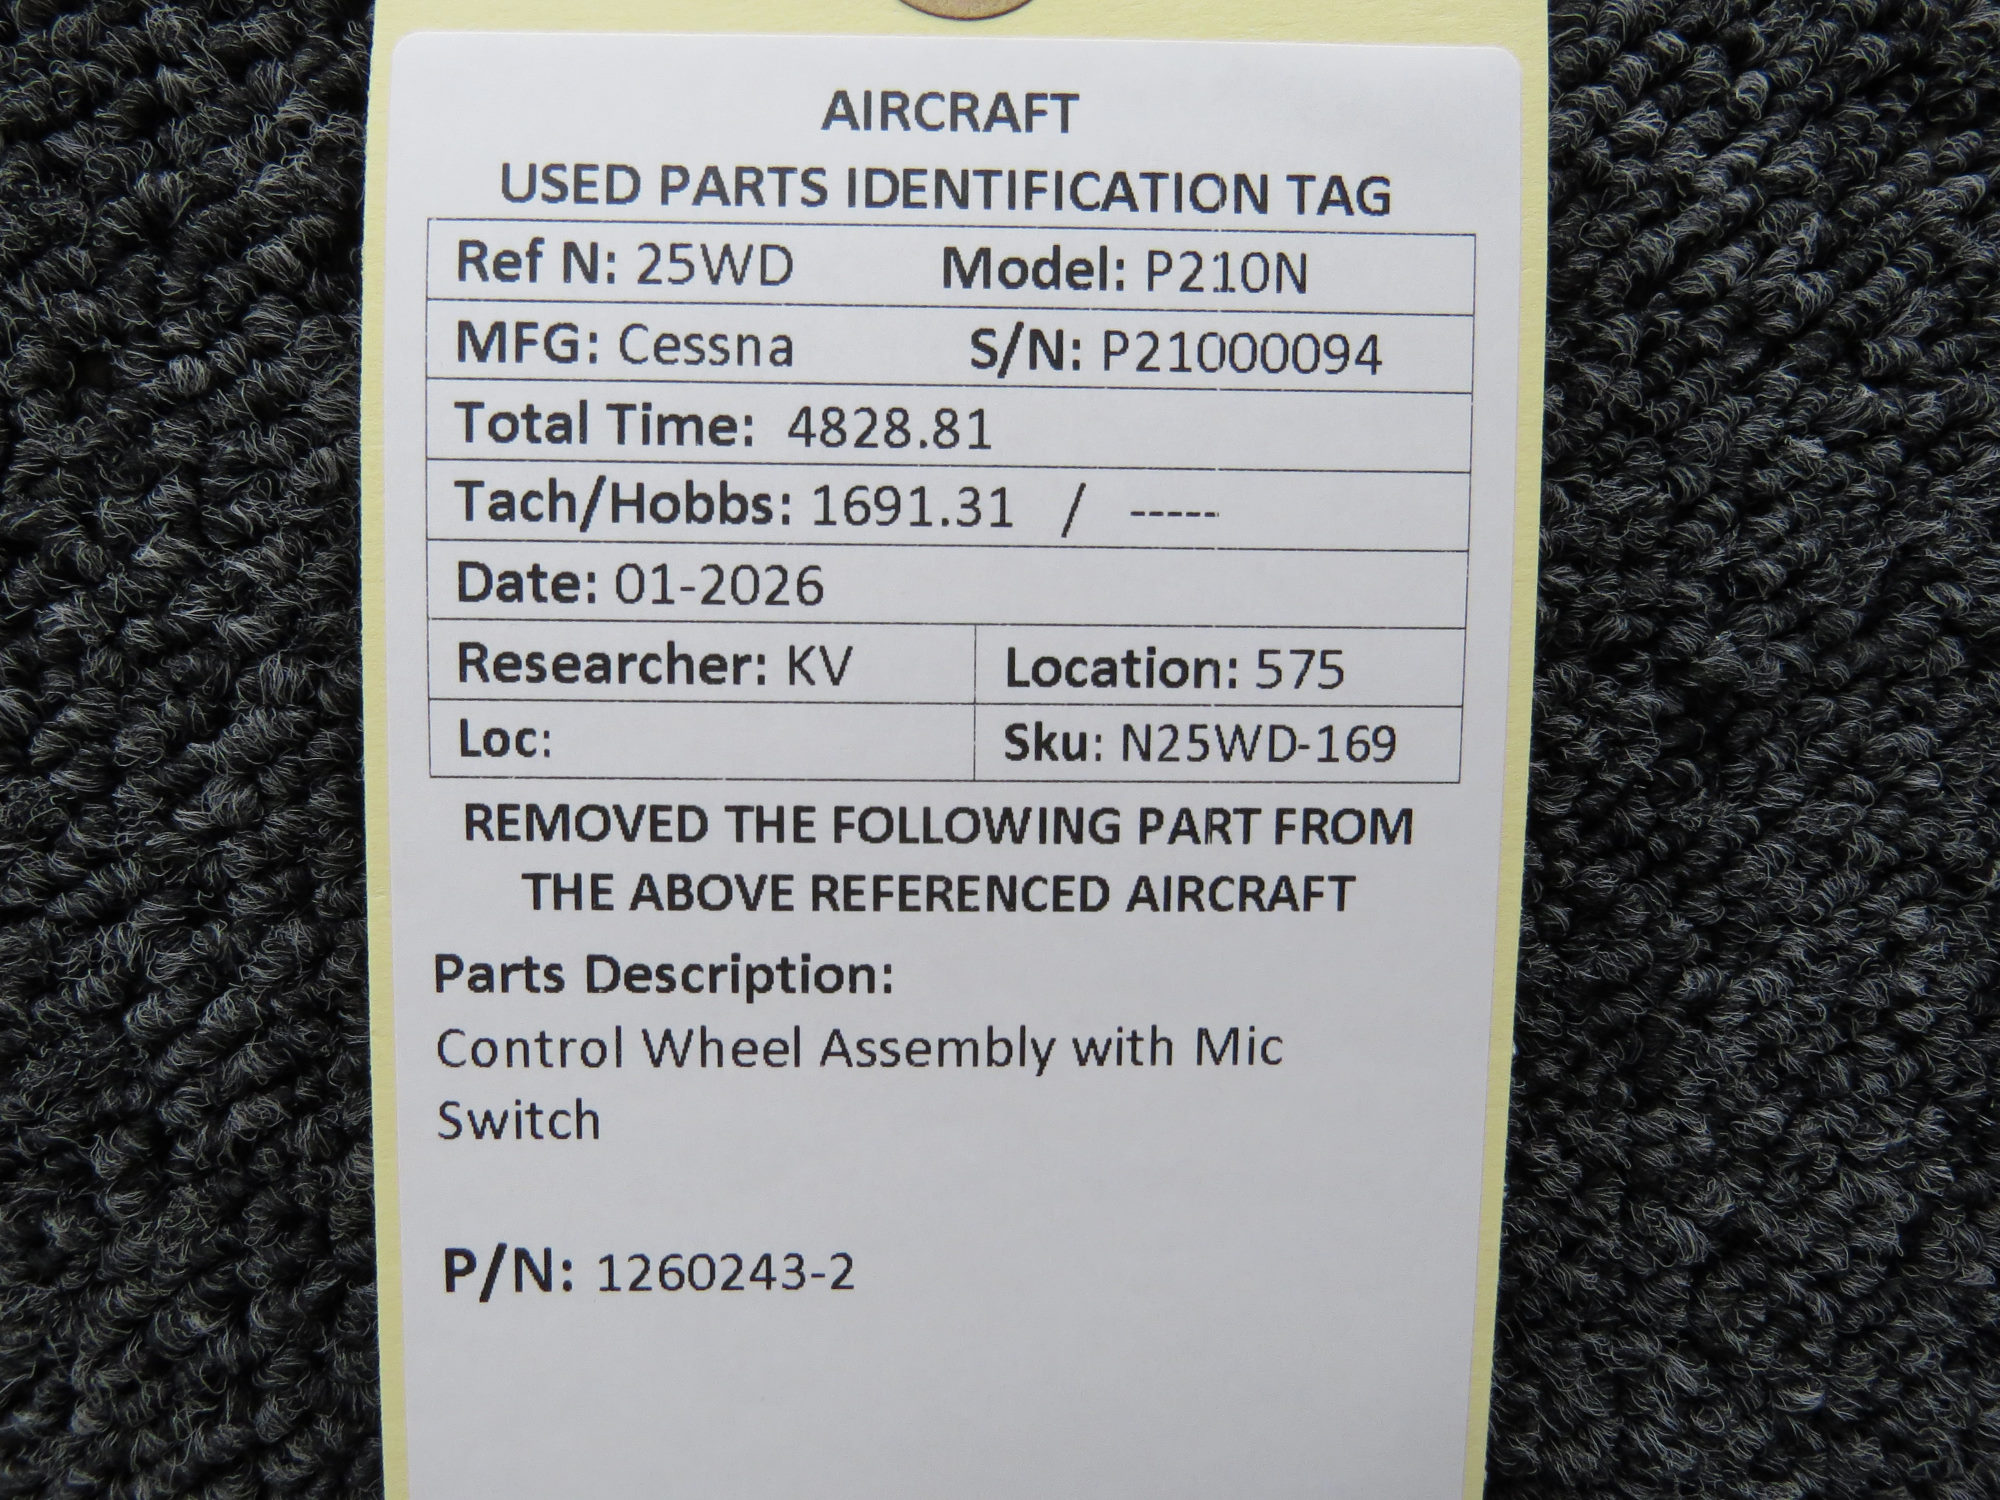 AIRCRAFT
USED PARTS IDENTIFICATION TAG
Ref N: 25WD Model: P210N
MFG: Cessna S/N: P21000094
Total Time: 4828.81
Tach/Hobbs: 1691.31 / -----
Date: 01-2026
Researcher: KV Location: 575
Loc: Sku: N25WD-169
REMOVED THE FOLLOWING PART FROM
THE ABOVE REFERENCED AIRCRAFT
Parts Description:
Control Wheel Assembly with Mic
Switch
P/N: 1260243-2